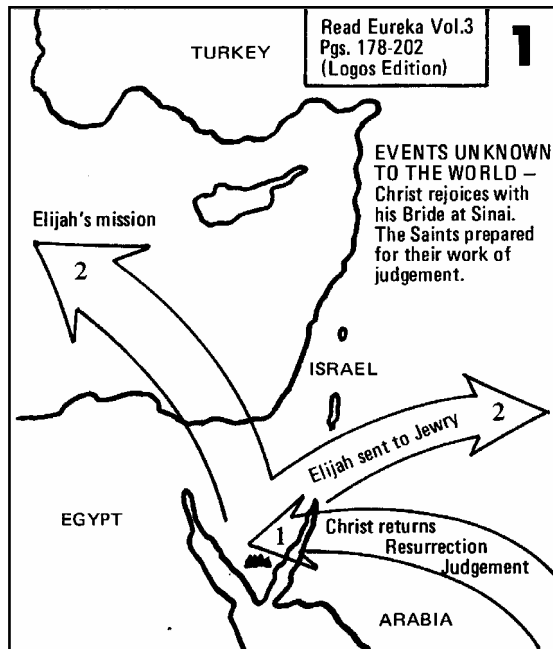 Read Eureka Vol.3
Pgs. 178-202
(Logos Edition)
1
TURKEY
EVENTS UNKNOWN
TO THE WORLD –
Christ rejoices with
his Bride at Sinai.
The Saints prepared
for their work of
judgement.
Elijah's mission
2
ISRAEL
2
Elijah sent to Jewry
EGYPT
1
Christ returns
Resurrection
Judgement
ARABIA